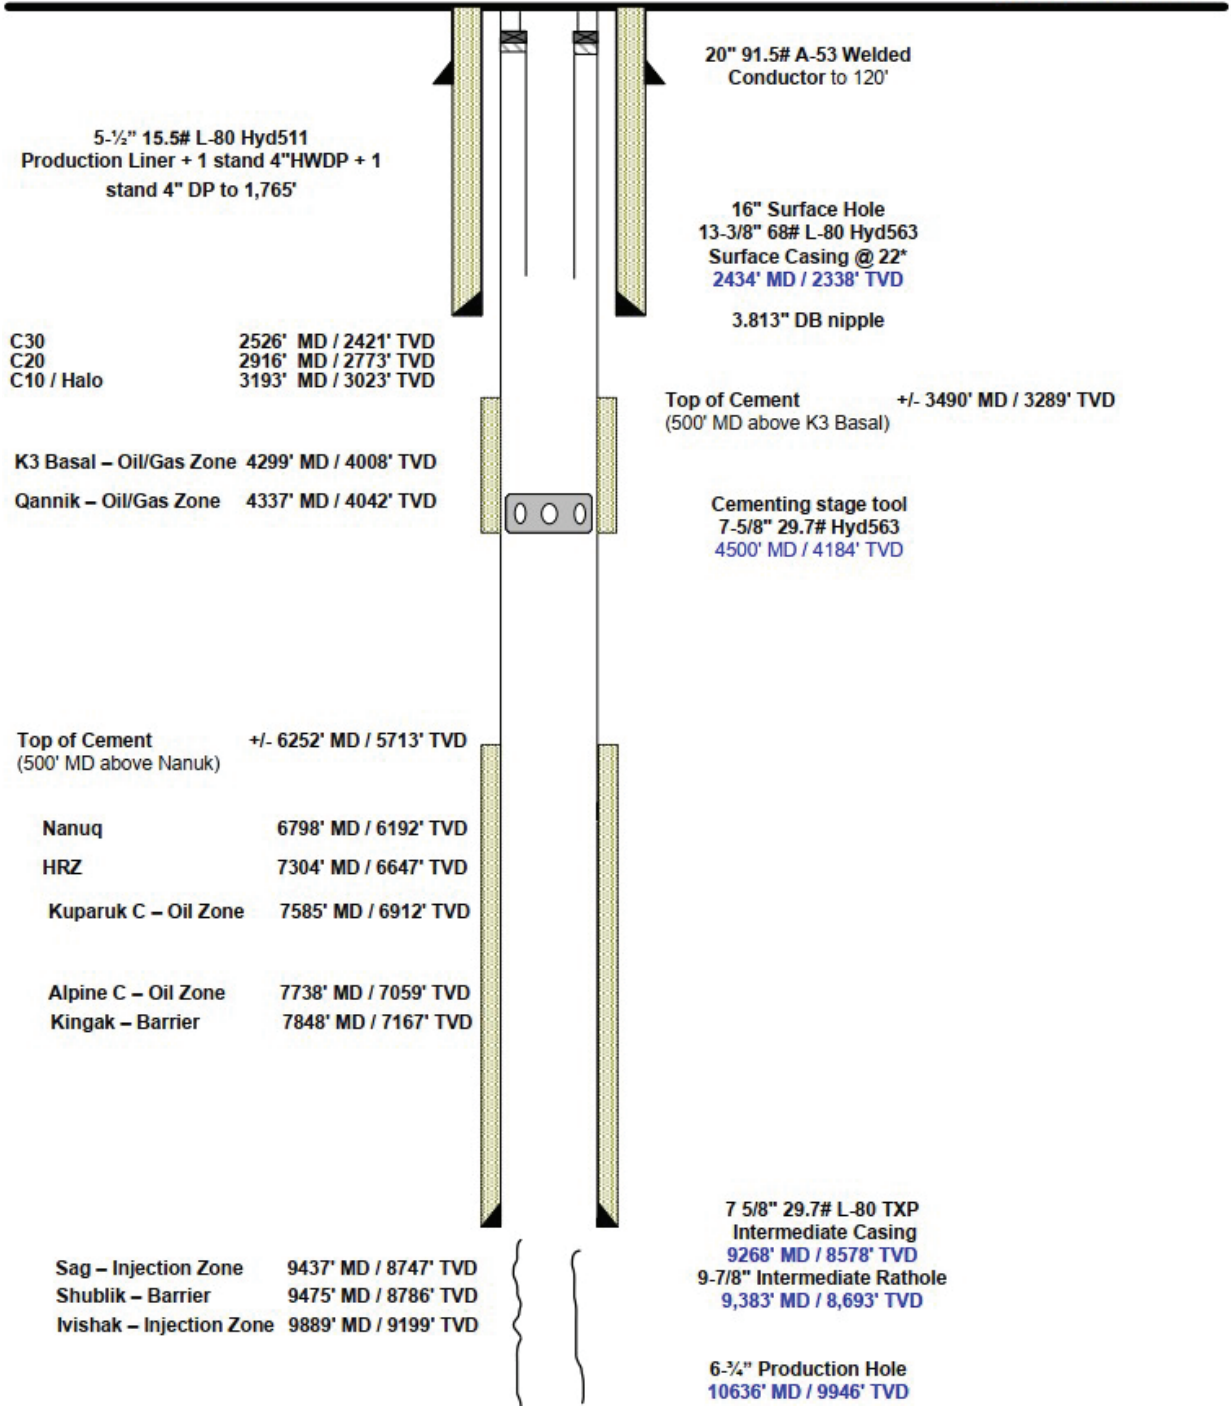 20" 91.5# A-53 Welded
Conductor to 120'
5-½” 15.5# L-80 Hyd511
Production Liner + 1 stand 4"HWDP + 1
stand 4" DP to 1,765'
16" Surface Hole
13-3/8" 68# L-80 Hyd563
Surface Casing @ 22*
2434' MD / 2338' TVD
3.813" DB nipple
C30 2526' MD / 2421' TVD
C20 2916' MD / 2773' TVD
C10 / Halo 3193' MD / 3023' TVD
Top of Cement +/- 3490' MD / 3289' TVD
(500' MD above K3 Basal)
K3 Basal – Oil/Gas Zone 4299' MD / 4008' TVD
Qannik – Oil/Gas Zone 4337' MD / 4042' TVD
Cementing stage tool
7-5/8" 29.7# Hyd563
4500' MD / 4184' TVD
Top of Cement +/- 6252' MD / 5713' TVD
(500' MD above Nanuk)
Nanuq 6798' MD / 6192' TVD
HRZ 7304' MD / 6647' TVD
Kuparuk C – Oil Zone 7585' MD / 6912' TVD
Alpine C – Oil Zone 7738' MD / 7059' TVD
Kingak – Barrier 7848' MD / 7167' TVD
7 5/8" 29.7# L-80 TXP
Intermediate Casing
9268' MD / 8578' TVD
9-7/8" Intermediate Rathole
9,383' MD / 8,693' TVD
Sag – Injection Zone 9437' MD / 8747' TVD
Shublik – Barrier 9475' MD / 8786' TVD
Ivishak – Injection Zone 9889' MD / 9199' TVD
6-¾” Production Hole
10636' MD / 9946' TVD